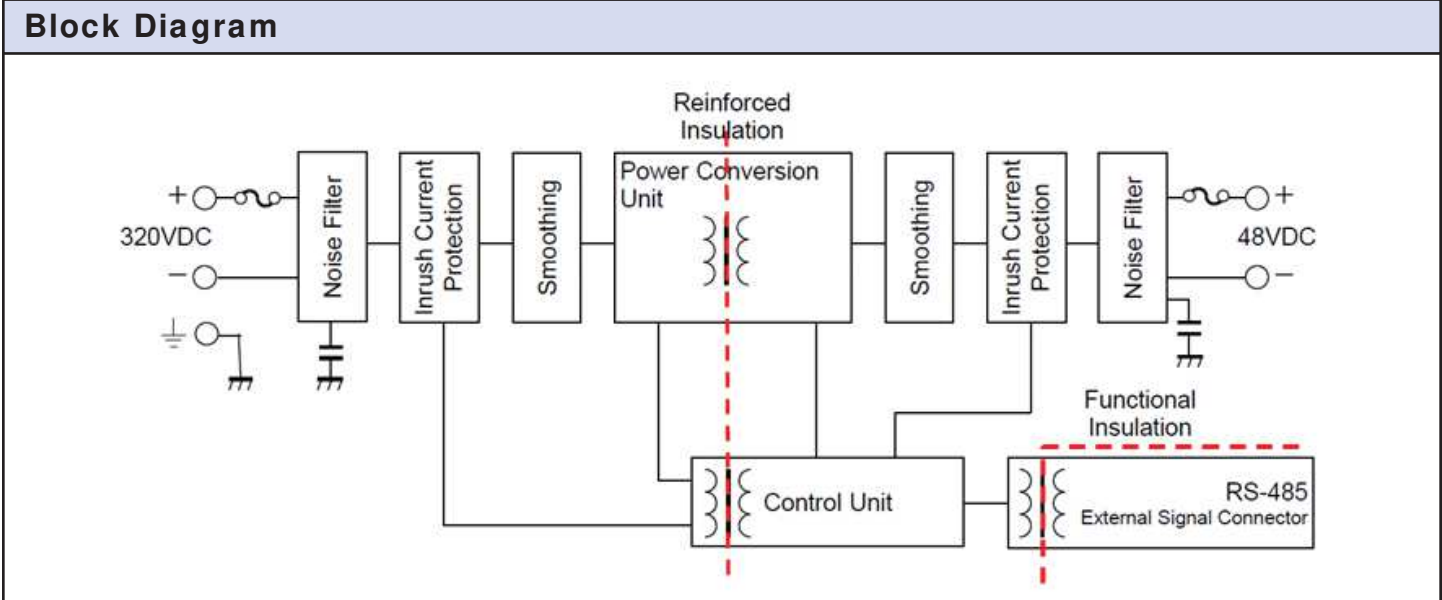 Block Diagram
Reinforced
Insulation
Noise Filter
Inrush Current
Protection
Smoothing
Power Conversion
Unit
Smoothing
Inrush Current
Protection
Noise Filter
+
320VDC
−
+
48VDC
−
Functional
Insulation
Control Unit
RS-485
External Signal Connector